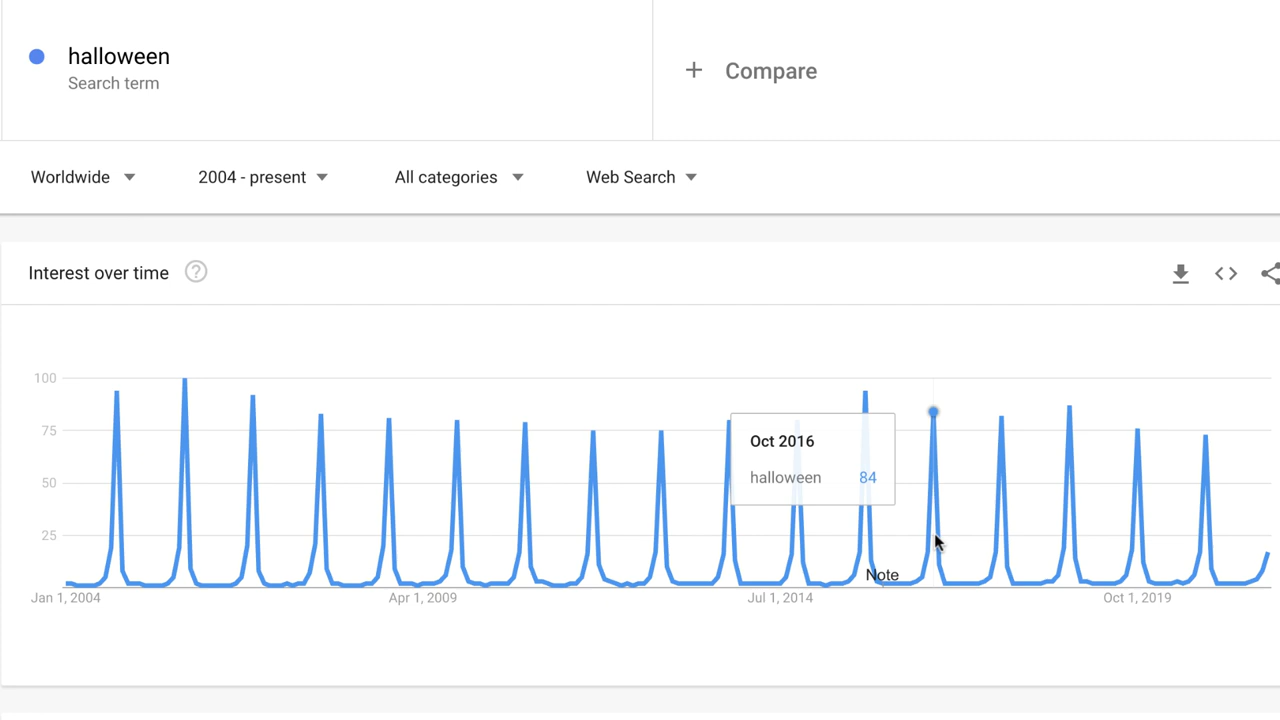 halloween
Search term
+ Compare
Worldwide
2004 - present
All categories
Web Search
Interest over time
?
100
75
50
25
Oct 2016
halloween 84
Note
Jan 1, 2004
Apr 1, 2009
Jul 1, 2014
Oct 1, 2019